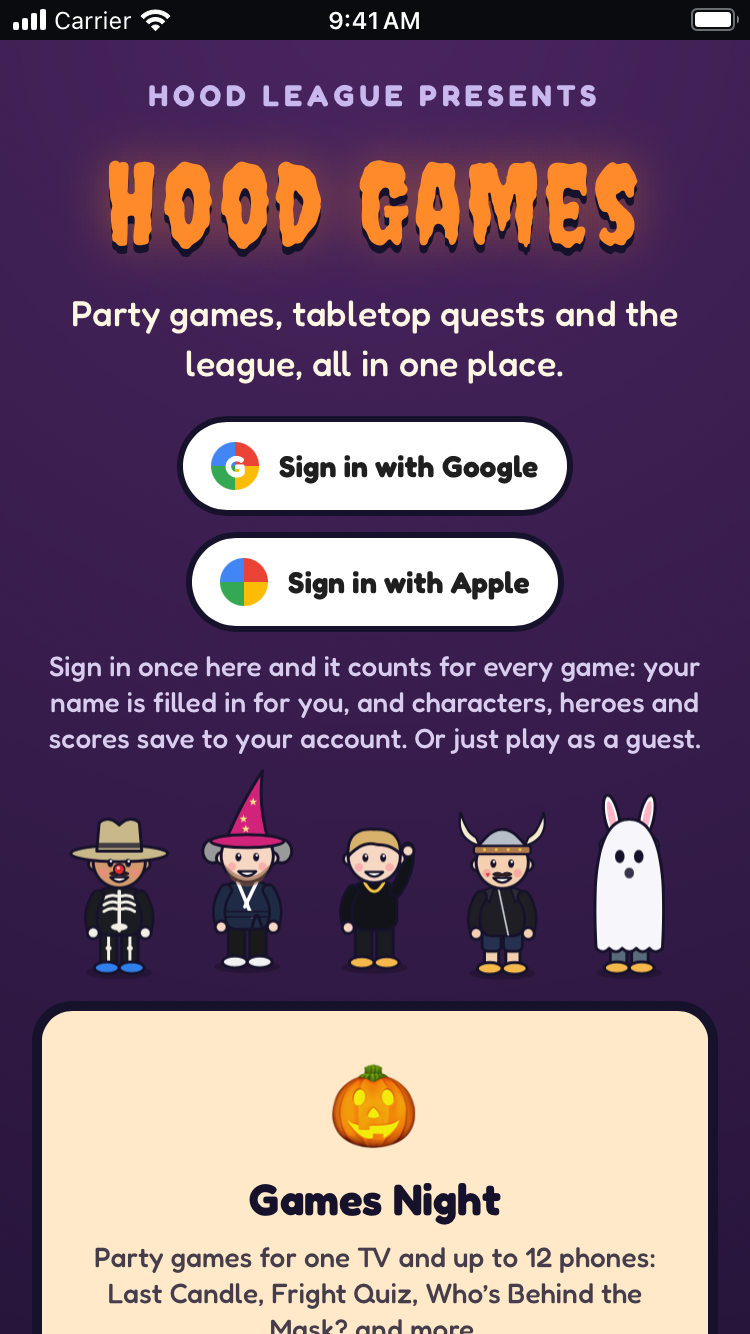 Carrier
9:41 AM
HOOD LEAGUE PRESENTS
HOOD GAMES
Party games, tabletop quests and the
league, all in one place.
G
Sign in with Google
Sign in with Apple
Sign in once here and it counts for every game: your
name is filled in for you, and characters, heroes and
scores save to your account. Or just play as a guest.
Games Night
Party games for one TV and up to 12 phones:
Last Candle, Fright Quiz, Who’s Behind the
Mask? and more